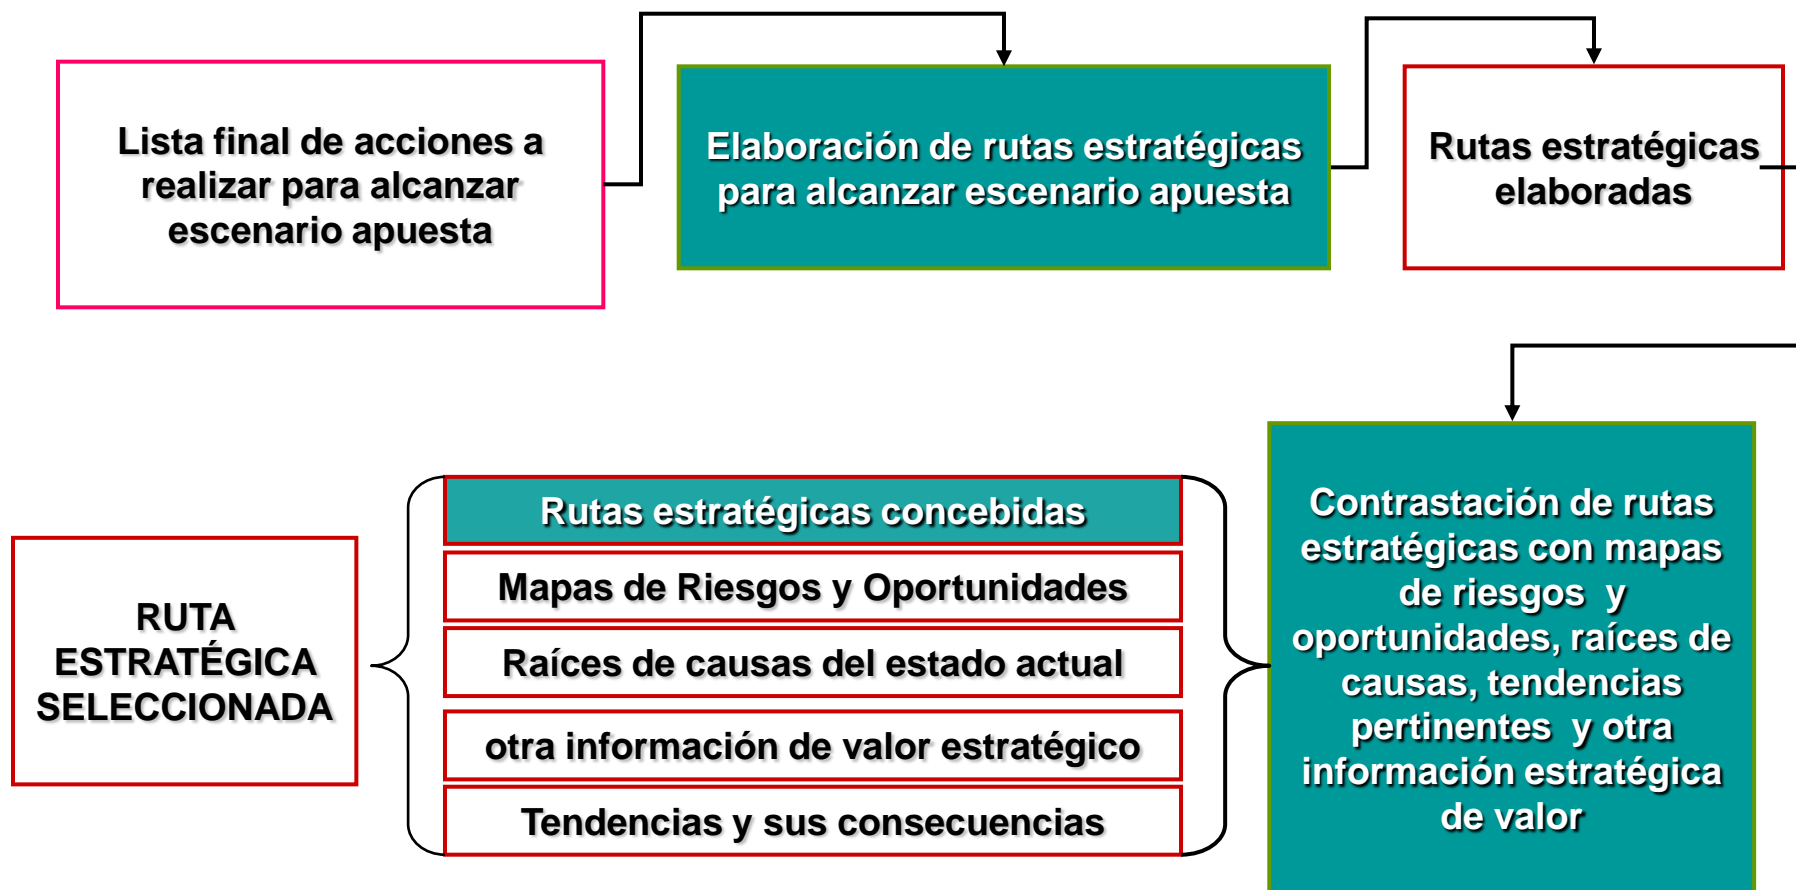 Lista final de acciones a
realizar para alcanzar
escenario apuesta
Elaboración de rutas estratégicas
para alcanzar escenario apuesta
Rutas estratégicas
elaboradas
RUTA
ESTRATÉGICA
SELECCIONADA
Rutas estratégicas concebidas
Mapas de Riesgos y Oportunidades
Raíces de causas del estado actual
otra información de valor estratégico
Tendencias y sus consecuencias
Contrastación de rutas
estratégicas con mapas
de riesgos y
oportunidades, raíces de
causas, tendencias
pertinentes y otra
información estratégica
de valor